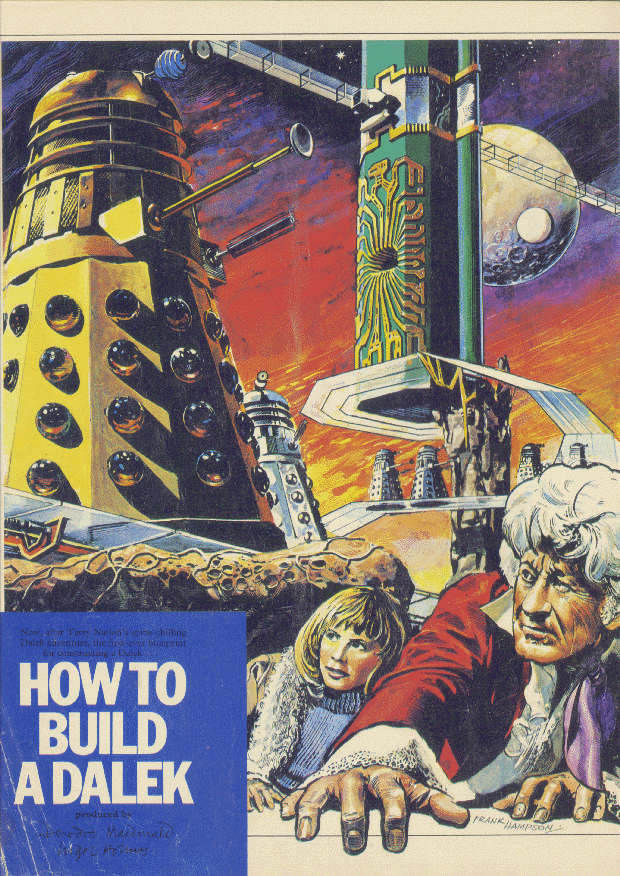 Now, after Terry Nation's spine-chilling
Dalek adventure, the first-ever blueprint
for constructing a Dalek . . .
HOW TO
BUILD
A DALEK
produced by
FRANK
HAMPSON